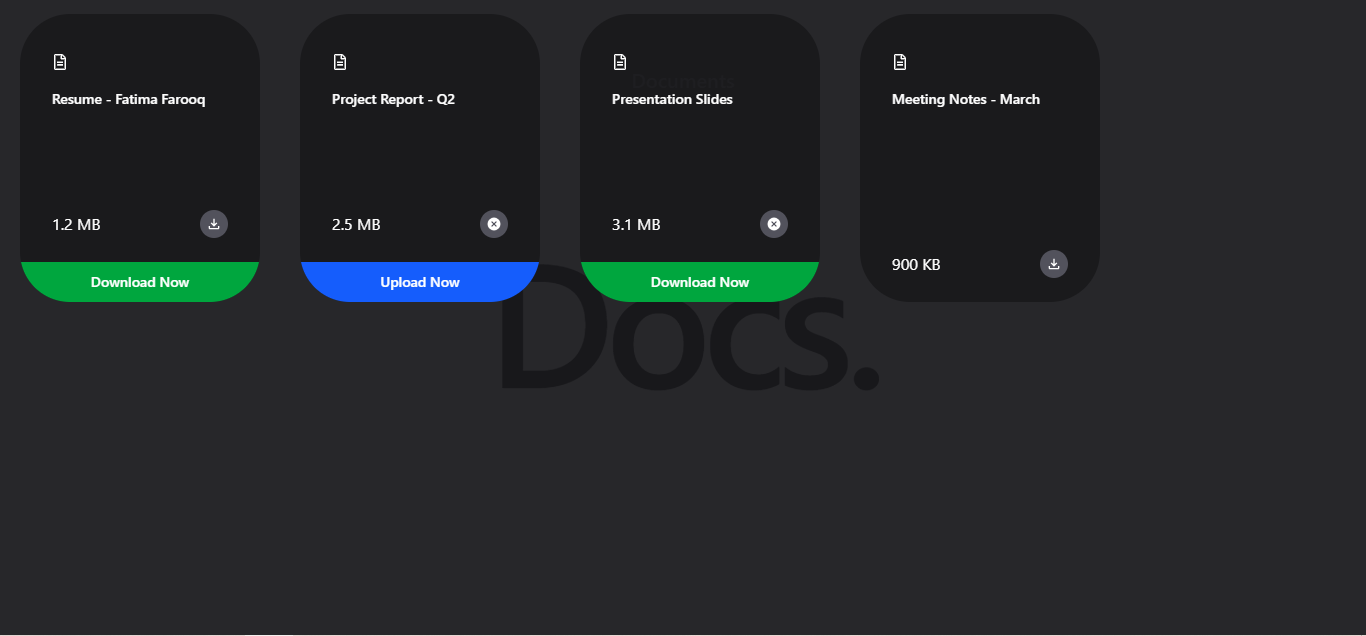 Documents
Resume - Fatima Farooq
Project Report - Q2
Presentation Slides
Meeting Notes - March
1.2 MB
2.5 MB
3.1 MB
900 KB
Download Now
Upload Now
Download Now
Docs.